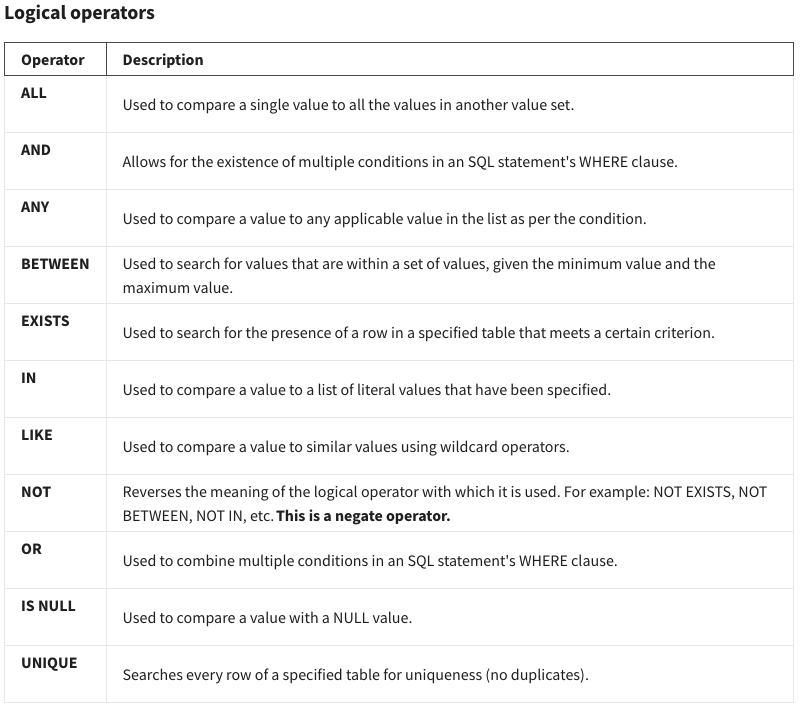 Logical operators
Operator Description
ALL
Used to compare a single value to all the values in another value set.
AND
Allows for the existence of multiple conditions in an SQL statement's WHERE clause.
ANY
Used to compare a value to any applicable value in the list as per the condition.
BETWEEN Used to search for values that are within a set of values, given the minimum value and the
maximum value.
EXISTS
Used to search for the presence of a row in a specified table that meets a certain criterion.
IN
Used to compare a value to a list of literal values that have been specified.
LIKE
Used to compare a value to similar values using wildcard operators.
NOT Reverses the meaning of the logical operator with which it is used. For example: NOT EXISTS, NOT
BETWEEN, NOT IN, etc. This is a negate operator.
OR
Used to combine multiple conditions in an SQL statement's WHERE clause.
IS NULL
Used to compare a value with a NULL value.
UNIQUE
Searches every row of a specified table for uniqueness (no duplicates).